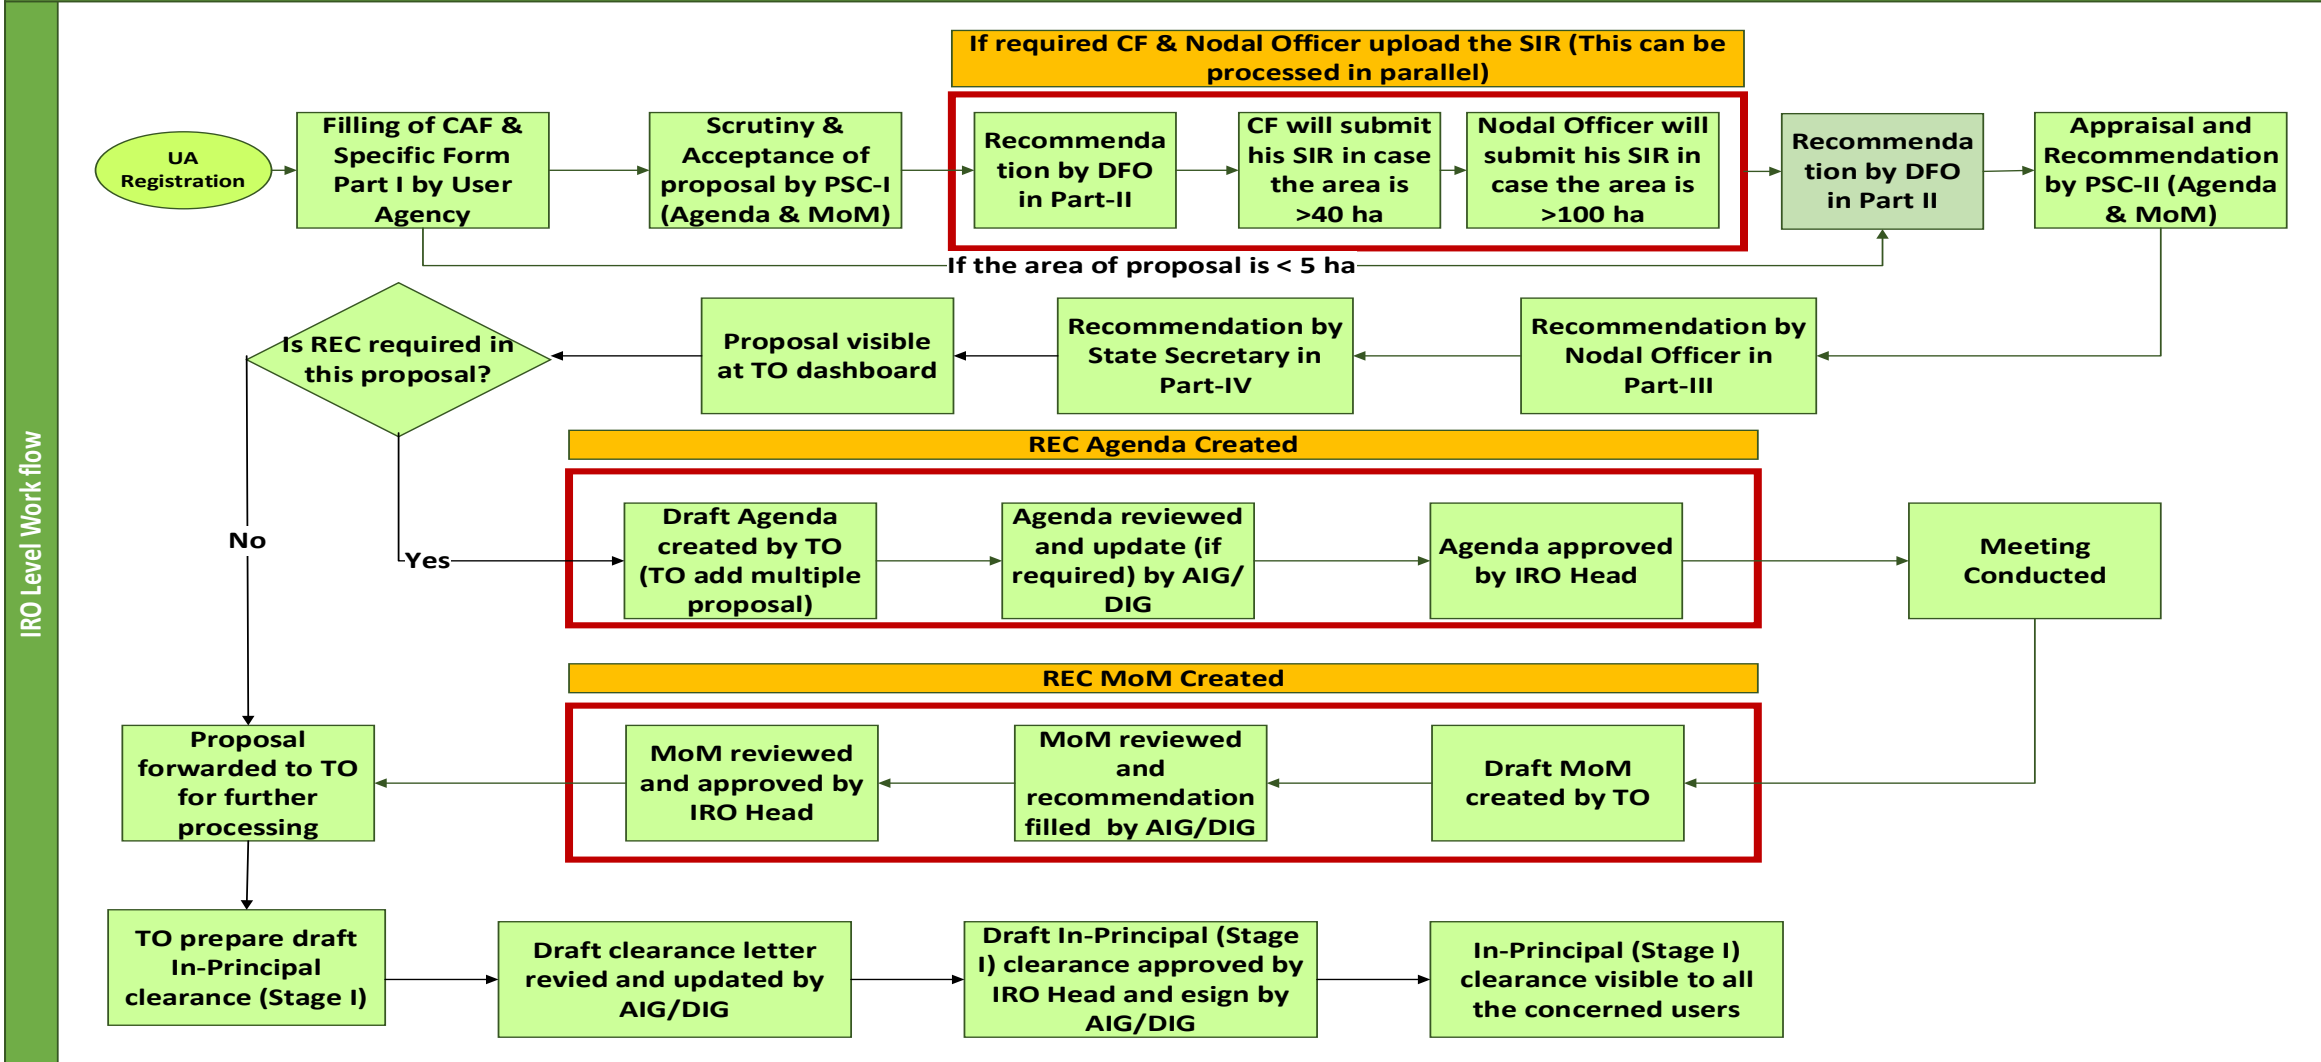 IRO Level Work flow
If required CF & Nodal Officer upload the SIR (This can be
processed in parallel)
UA
Registration
Filling of CAF &
Specific Form
Part I by User
Agency
Scrutiny &
Acceptance of
proposal by PSC-I
(Agenda & MoM)
Recommenda
tion by DFO
in Part-II
CF will submit
his SIR in case
the area is
>40 ha
Nodal Officer will
submit his SIR in
case the area is
>100 ha
Recommenda
tion by DFO
in Part II
Appraisal and
Recommendation
by PSC-II (Agenda
& MoM)
If the area of proposal is < 5 ha
Is REC required in
this proposal?
Proposal visible
at TO dashboard
Recommendation by
State Secretary in
Part-IV
Recommendation by
Nodal Officer in
Part-III
REC Agenda Created
No
Yes
Draft Agenda
created by TO
(TO add multiple
proposal)
Agenda reviewed
and update (if
required) by AIG/
DIG
Agenda approved
by IRO Head
Meeting
Conducted
REC MoM Created
Proposal
forwarded to TO
for further
processing
MoM reviewed
and approved by
IRO Head
MoM reviewed
and
recommendation
filled by AIG/DIG
Draft MoM
created by TO
TO prepare draft
In-Principal
clearance (Stage I)
Draft clearance letter
revied and updated by
AIG/DIG
Draft In-Principal (Stage
I) clearance approved by
IRO Head and esign by
AIG/DIG
In-Principal (Stage I)
clearance visible to all
the concerned users